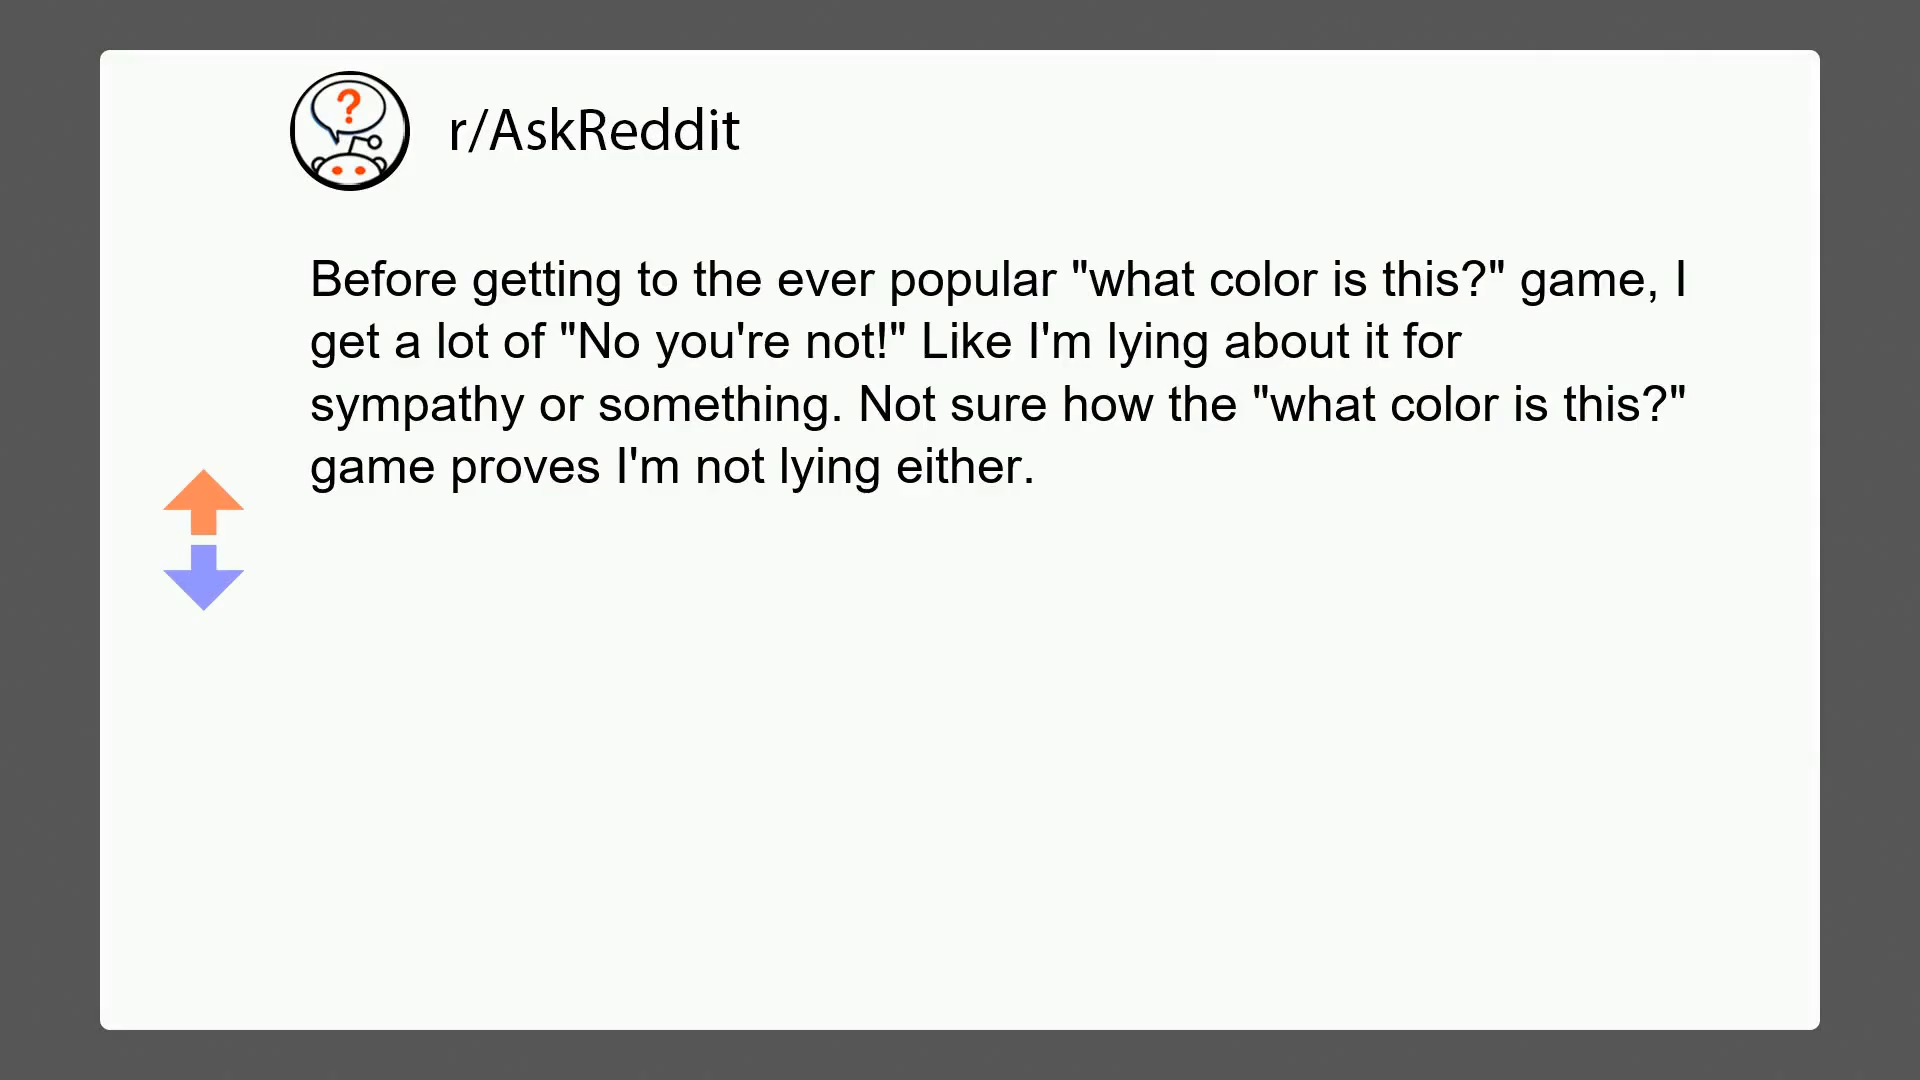 r/AskReddit
Before getting to the ever popular "what color is this?" game, I
get a lot of "No you're not!" Like I'm lying about it for
sympathy or something. Not sure how the "what color is this?"
game proves I'm not lying either.